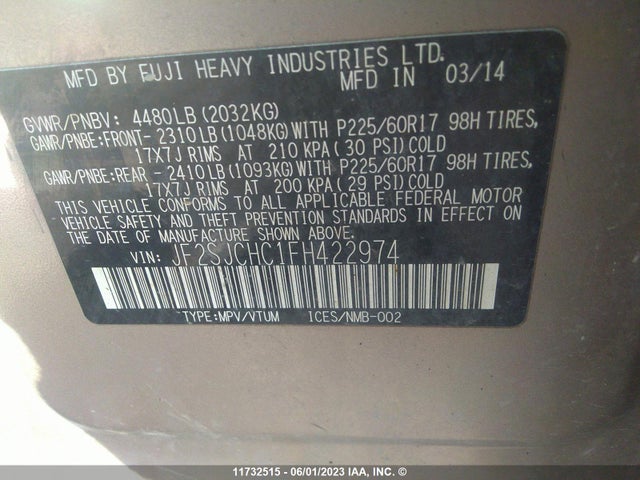 MFD BY FUJI HEAVY INDUSTRIES LTD.
MFD IN 03/14
GVWR/PNBV: 4480LB(2032KG)
GAWR/PNBE:FRONT- 2310LB(1048KG)WITH P225/60R17 98H TIRES,
17X7J RIMS AT 210 KPA(30 PSI)COLD
GAWR/PNBE:REAR - 2410LB(1093KG)WITH P225/60R17 98H TIRES,
17X7J RIMS AT 200 KPA(29 PSI)COLD
THIS VEHICLE CONFORMS TO ALL APPLICABLE FEDERAL MOTOR
VEHICLE SAFETY AND THEFT PREVENTION STANDARDS IN EFFECT ON
THE DATE OF MANUFACTURE SHOWN ABOVE.
VIN: JF2SJCHC1FH422974
TYPE:MPV/VTUM ICES/NMB-002
11732515 - 06/01/2023 IAA, INC. ©